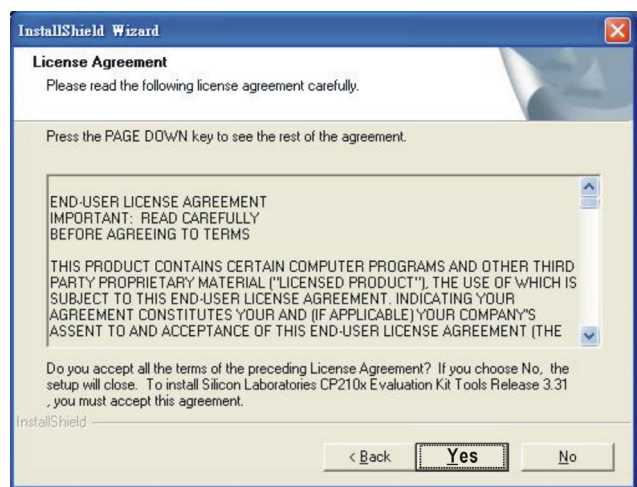 InstallShield Wizard
License Agreement
Please read the following license agreement carefully.
Press the PAGE DOWN key to see the rest of the agreement.
END-USER LICENSE AGREEMENT
IMPORTANT: READ CAREFULLY
BEFORE AGREEING TO TERMS
THIS PRODUCT CONTAINS CERTAIN COMPUTER PROGRAMS AND OTHER THIRD
PARTY PROPRIETARY MATERIAL ("LICENSED PRODUCT"), THE USE OF WHICH IS
SUBJECT TO THIS END-USER LICENSE AGREEMENT. INDICATING YOUR
AGREEMENT CONSTITUTES YOUR AND (IF APPLICABLE) YOUR COMPANY'S
ASSENT TO AND ACCEPTANCE OF THIS END-USER LICENSE AGREEMENT (THE
Do you accept all the terms of the preceding License Agreement? If you choose No, the
setup will close. To install Silicon Laboratories CP210x Evaluation Kit Tools Release 3.31
, you must accept this agreement.
InstallShield
< Back Yes No